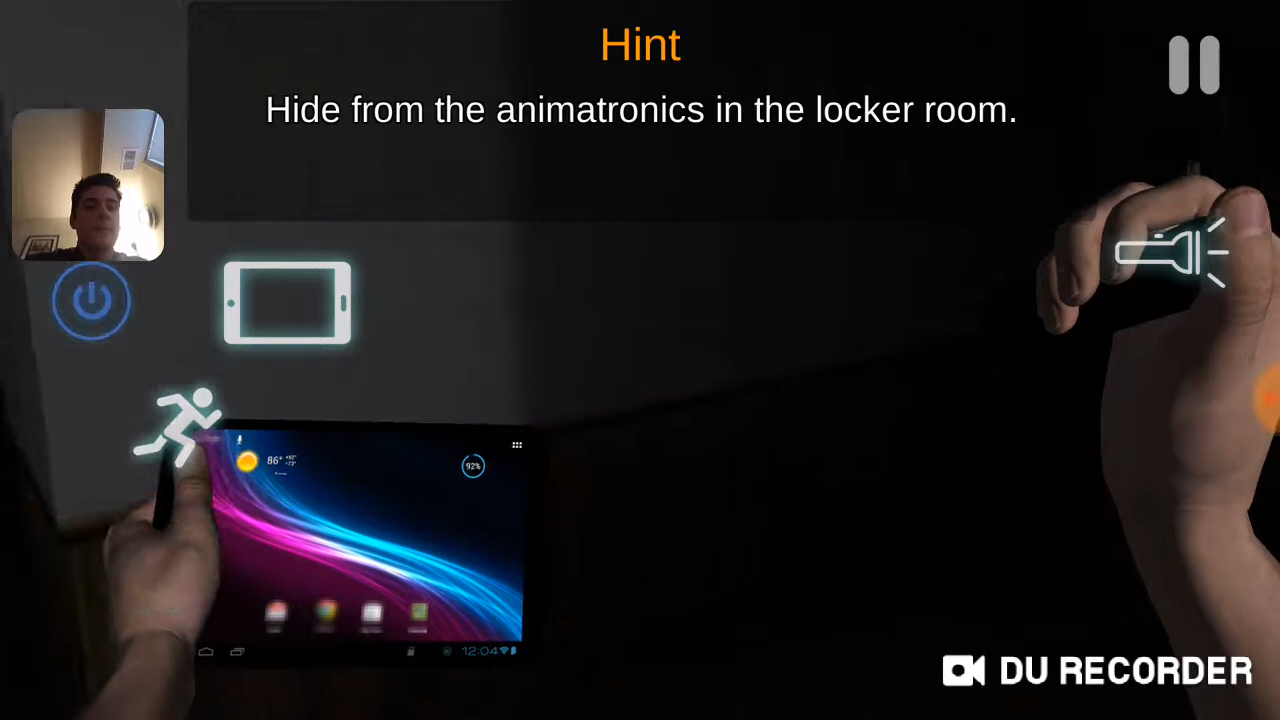 Hint
Hide from the animatronics in the locker room.
86°
92%
12:04
DU RECORDER